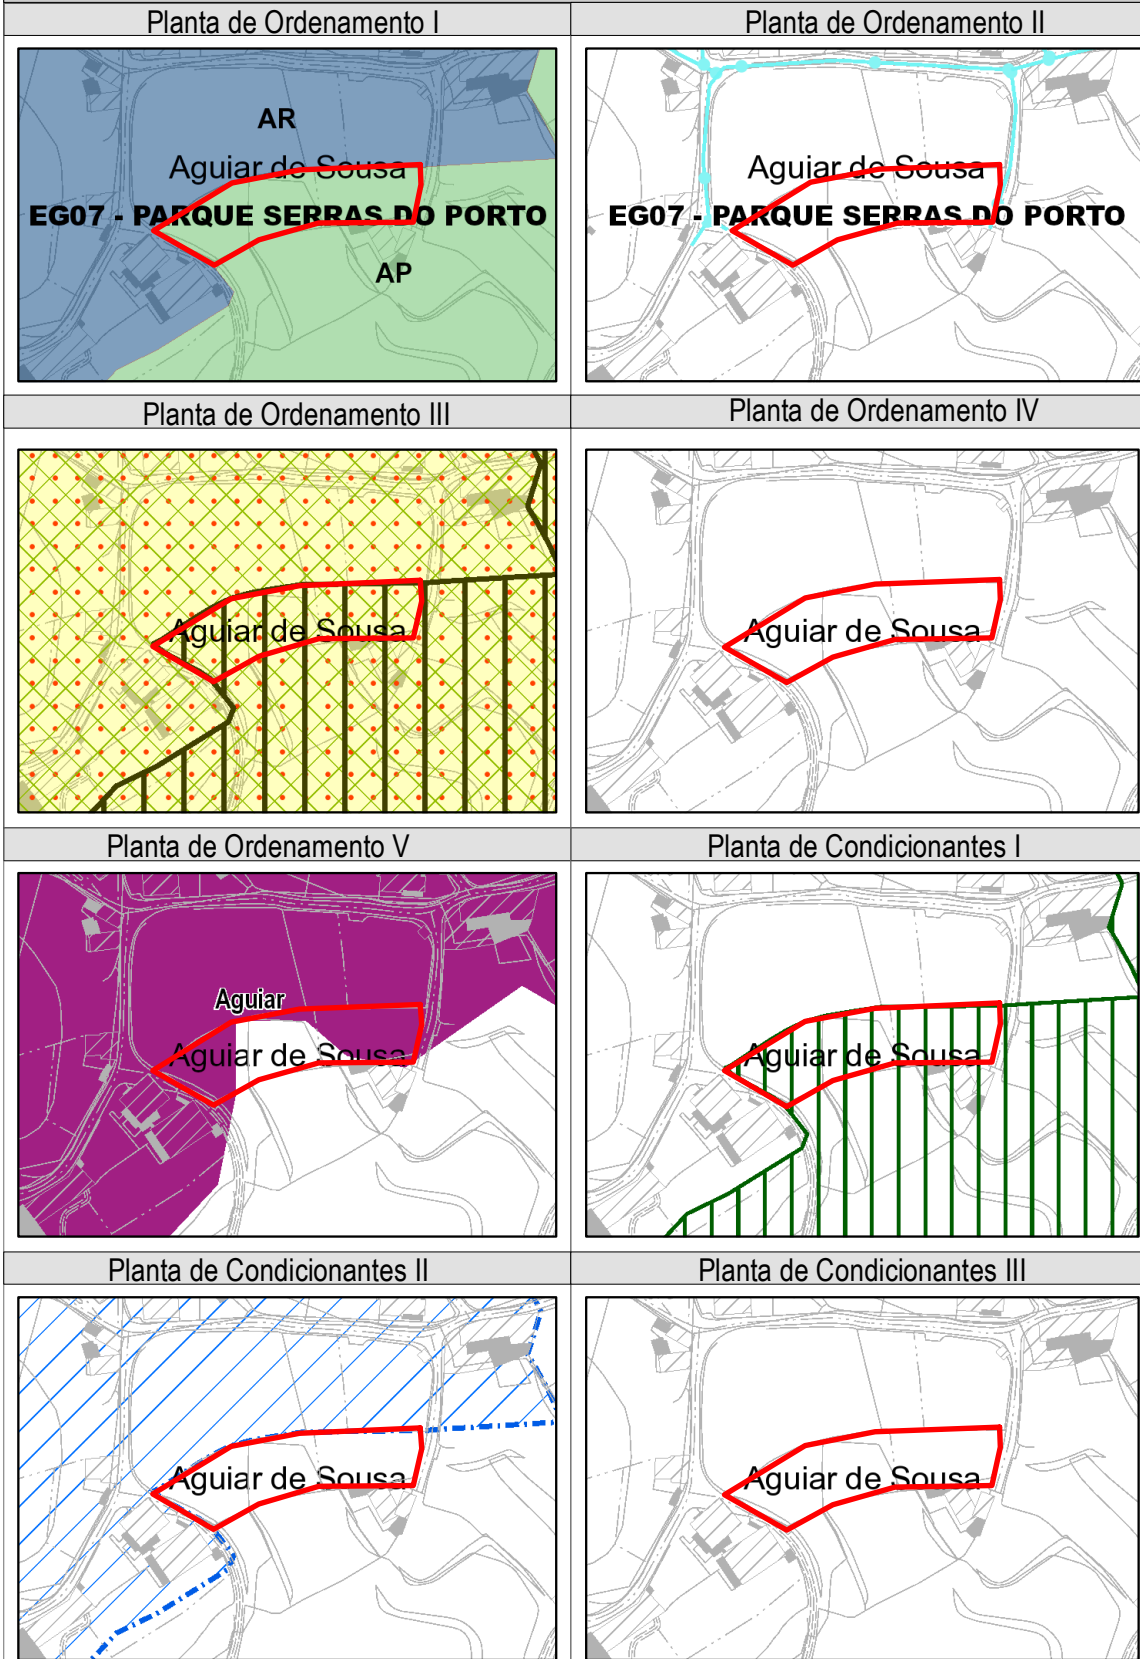 Planta de Ordenamento I
Planta de Ordenamento II
AR
Aguiar de Sousa
EG07 - PARQUE SERRAS DO PORTO
AP
Aguiar de Sousa
EG07 - PARQUE SERRAS DO PORTO
Planta de Ordenamento III
Planta de Ordenamento IV
Aguiar de Sousa
Aguiar de Sousa
Planta de Ordenamento V
Planta de Condicionantes I
Aguiar
Aguiar de Sousa
Aguiar de Sousa
Planta de Condicionantes II
Planta de Condicionantes III
Aguiar de Sousa
Aguiar de Sousa